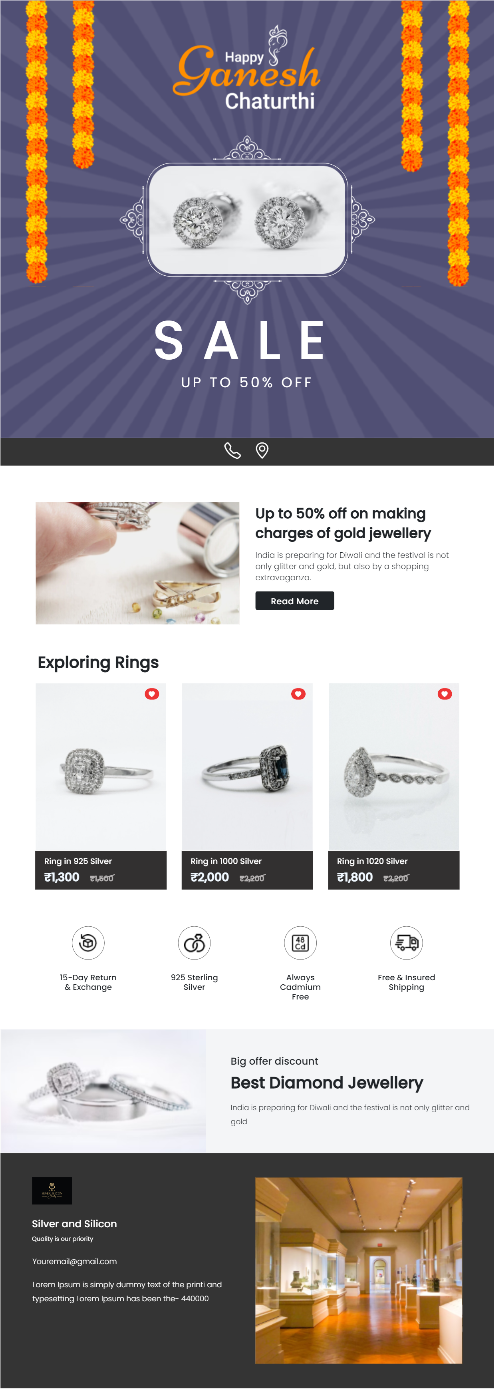 Happy
Ganesh
Chaturthi
SALE
UP TO 50% OFF
Up to 50% off on making
charges of gold jewellery
India is preparing for Diwali and the festival is not
only glitter and gold, but also by a shopping
extravaganza.
Read More
Exploring Rings
Ring in 925 Silver
₹1,300 ₹1,500
Ring in 1000 Silver
₹2,000 ₹2,200
Ring in 1020 Silver
₹1,800 ₹2,200
15-Day Return
& Exchange
925 Sterling
Silver
48
Cd
Always
Cadmium
Free
Free & Insured
Shipping
Big offer discount
Best Diamond Jewellery
India is preparing for Diwali and the festival is not only glitter and
gold
Silver and Silicon
Quality is our priority
Youremail@gmail.com
Lorem Ipsum is simply dummy text of the printi and
typesetting Lorem Ipsum has been the- 440000